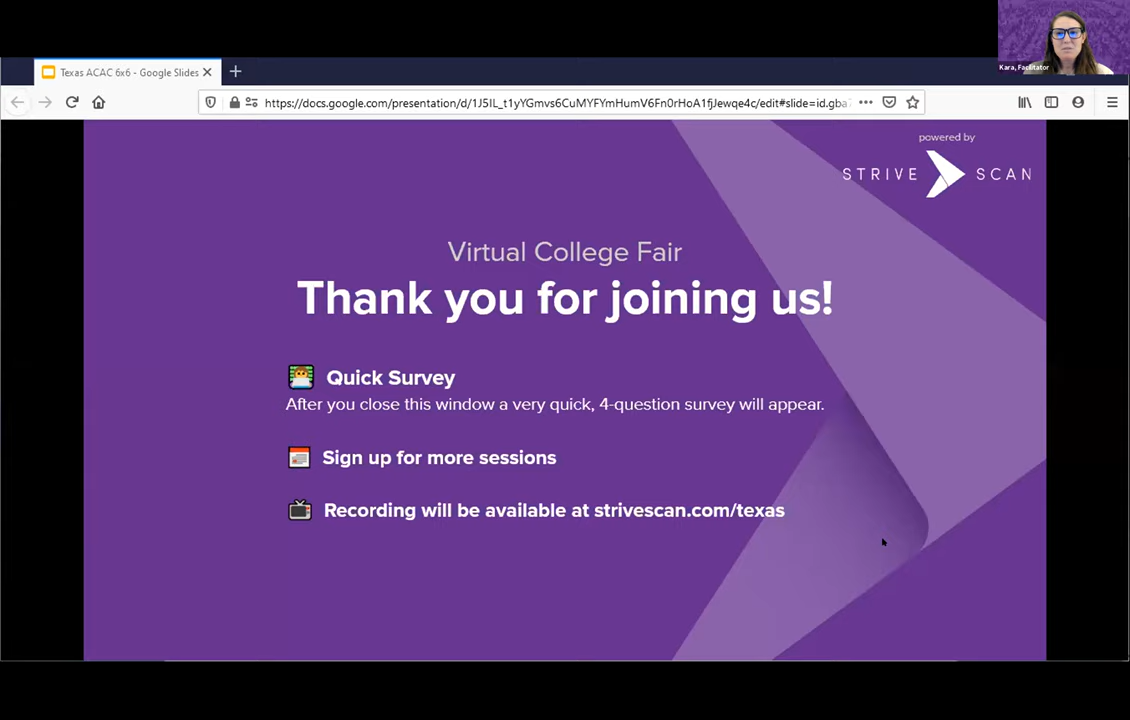 Kara, Facilitator
Texas ACAC 6x6 - Google Slides
https://docs.google.com/presentation/d/1J5IL_t1yYGmvs6CuMYFYmHumV6Fn0rHoA1fjJewqe4c/edit#slide=id.gba
powered by
STRIVE SCAN
Virtual College Fair
Thank you for joining us!
Quick Survey
After you close this window a very quick, 4-question survey will appear.
Sign up for more sessions
Recording will be available at strivescan.com/texas